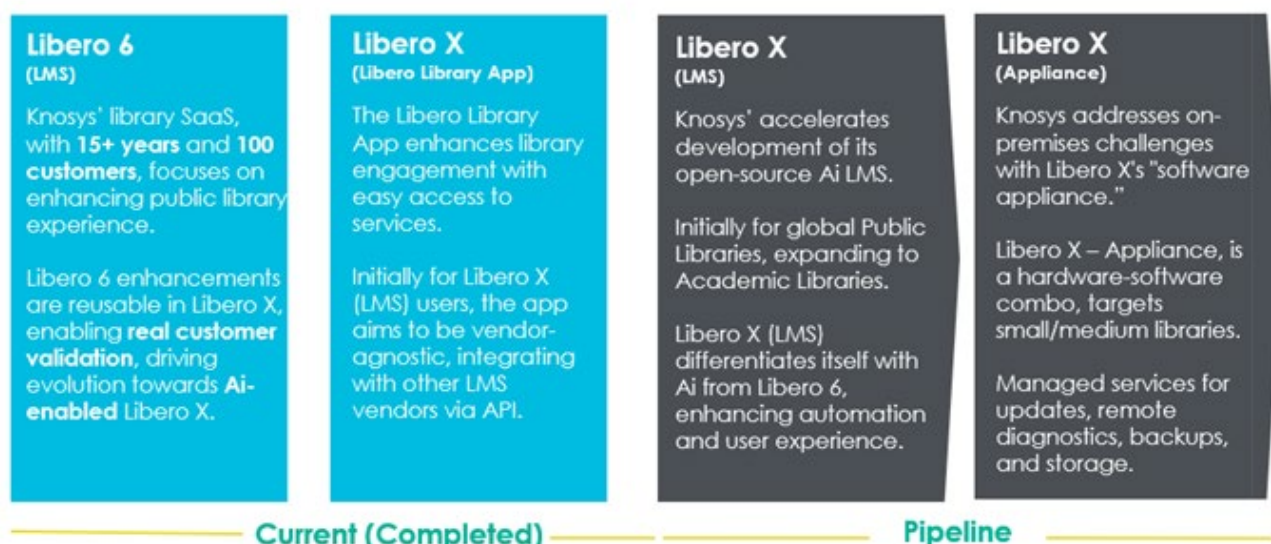 Libero 6
(LMS)
Knosys’ library SaaS,
with 15+ years and 100
customers, focuses on
enhancing public library
experience.
Libero 6 enhancements
are reusable in Libero X,
enabling real customer
validation, driving
evolution towards Ai-
enabled Libero X.
Libero X
(Libero Library App)
The Libero Library
App enhances library
engagement with
easy access to
services.
Initially for Libero X
(LMS) users, the app
aims to be vendor-
agnostic, integrating
with other LMS
vendors via API.
Libero X
(LMS)
Knosys’ accelerates
development of its
open-source Ai LMS.
Initially for global Public
Libraries, expanding to
Academic Libraries.
Libero X (LMS)
differentiates itself with
Ai from Libero 6,
enhancing automation
and user experience.
Libero X
(Appliance)
Knosys addresses on-
premises challenges
with Libero X's "software
appliance.”
Libero X – Appliance, is
a hardware-software
combo, targets
small/medium libraries.
Managed services for
updates, remote
diagnostics, backups,
and storage.
Current (Completed)
Pipeline